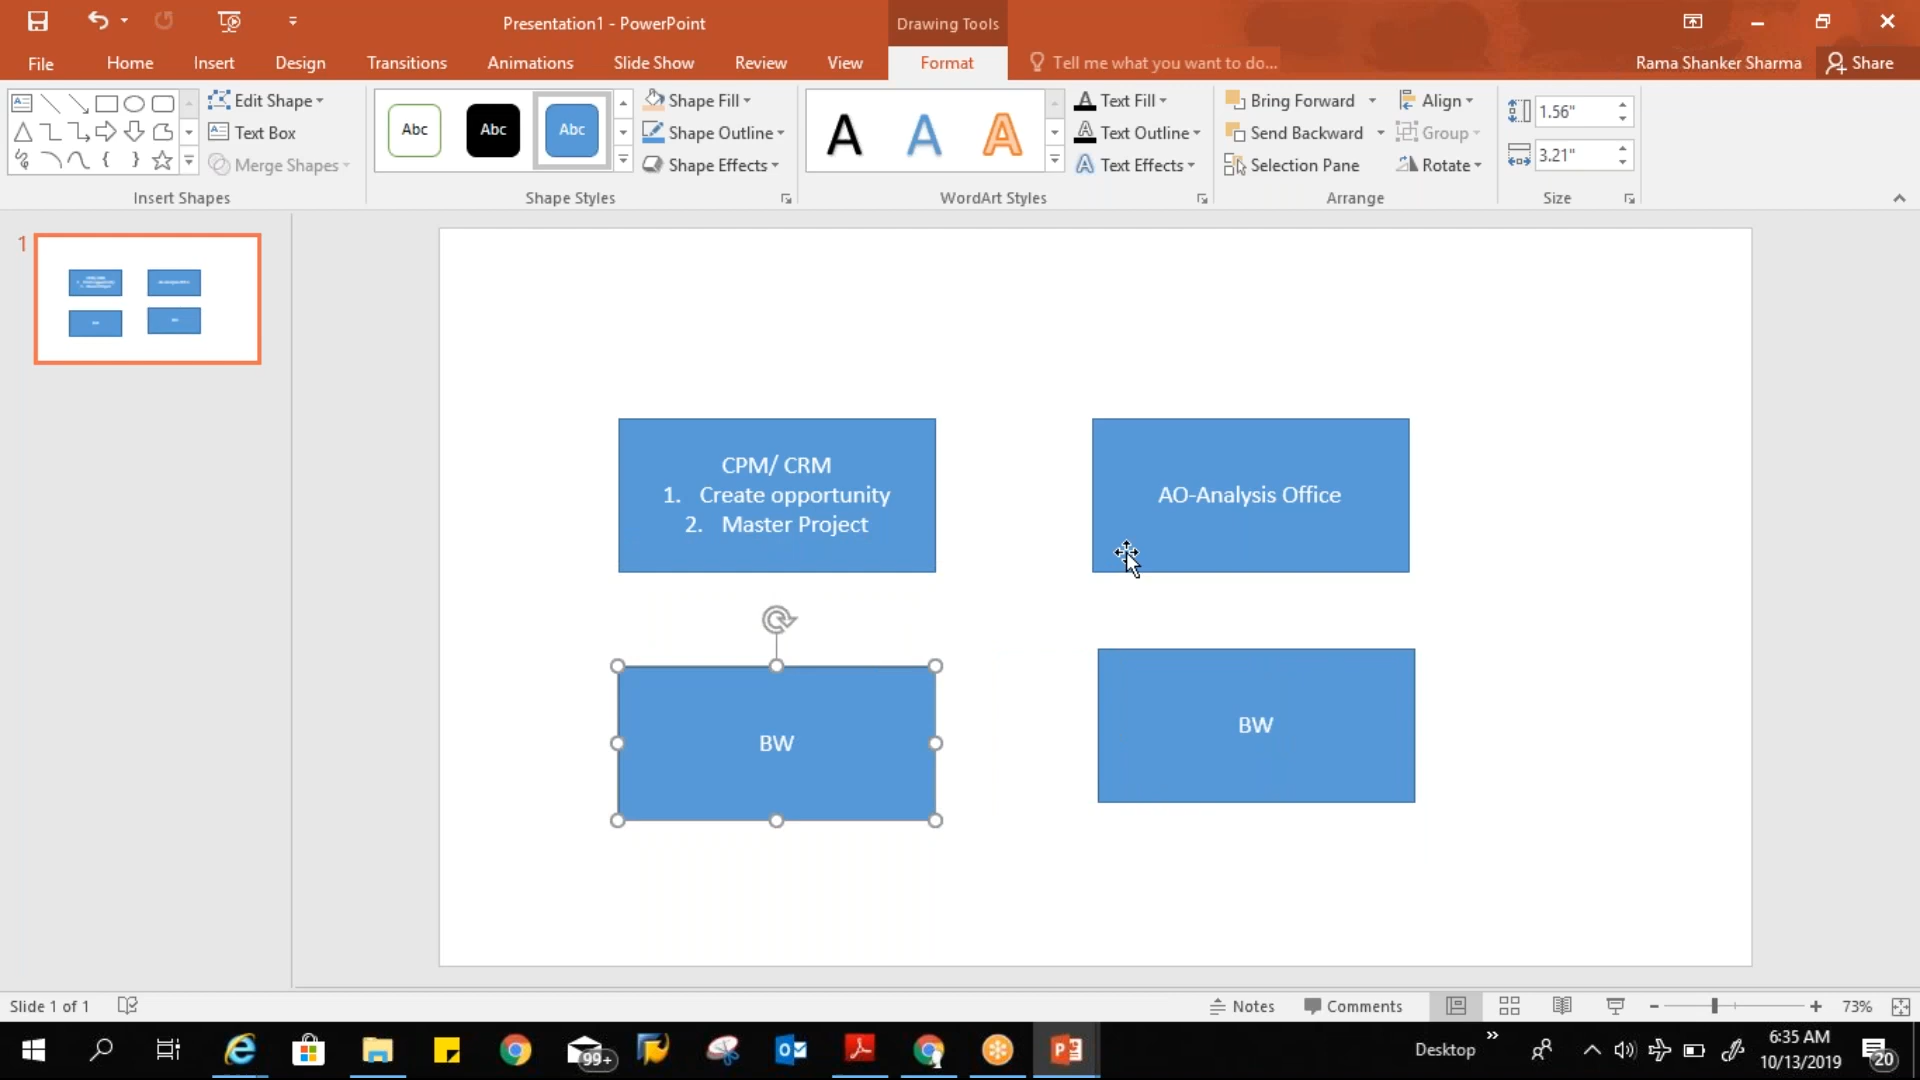 Presentation1 - PowerPoint
Drawing Tools
File
Home
Insert
Design
Transitions
Animations
Slide Show
Review
View
Format
Tell me what you want to do...
Rama Shanker Sharma
Share
Edit Shape
Text Box
Merge Shapes
Insert Shapes
Abc
Abc
Abc
Shape Fill
Shape Outline
Shape Effects
Shape Styles
A
A
A
Text Fill
Text Outline
Text Effects
WordArt Styles
Bring Forward
Send Backward
Selection Pane
Align
Group
Rotate
Arrange
1.56"
3.21"
Size
1
CPM/ CRM
1. Create opportunity
2. Master Project
AO-Analysis Office
BW
BW
Slide 1 of 1
Notes
Comments
73%
99+
Desktop
6:35 AM
10/13/2019
20